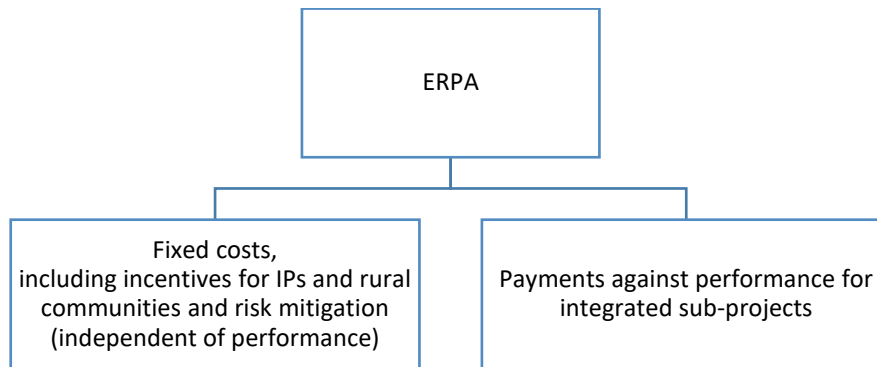 ERPA
Fixed costs,
including incentives for IPs and rural
communities and risk mitigation
(independent of performance)
Payments against performance for
integrated sub-projects